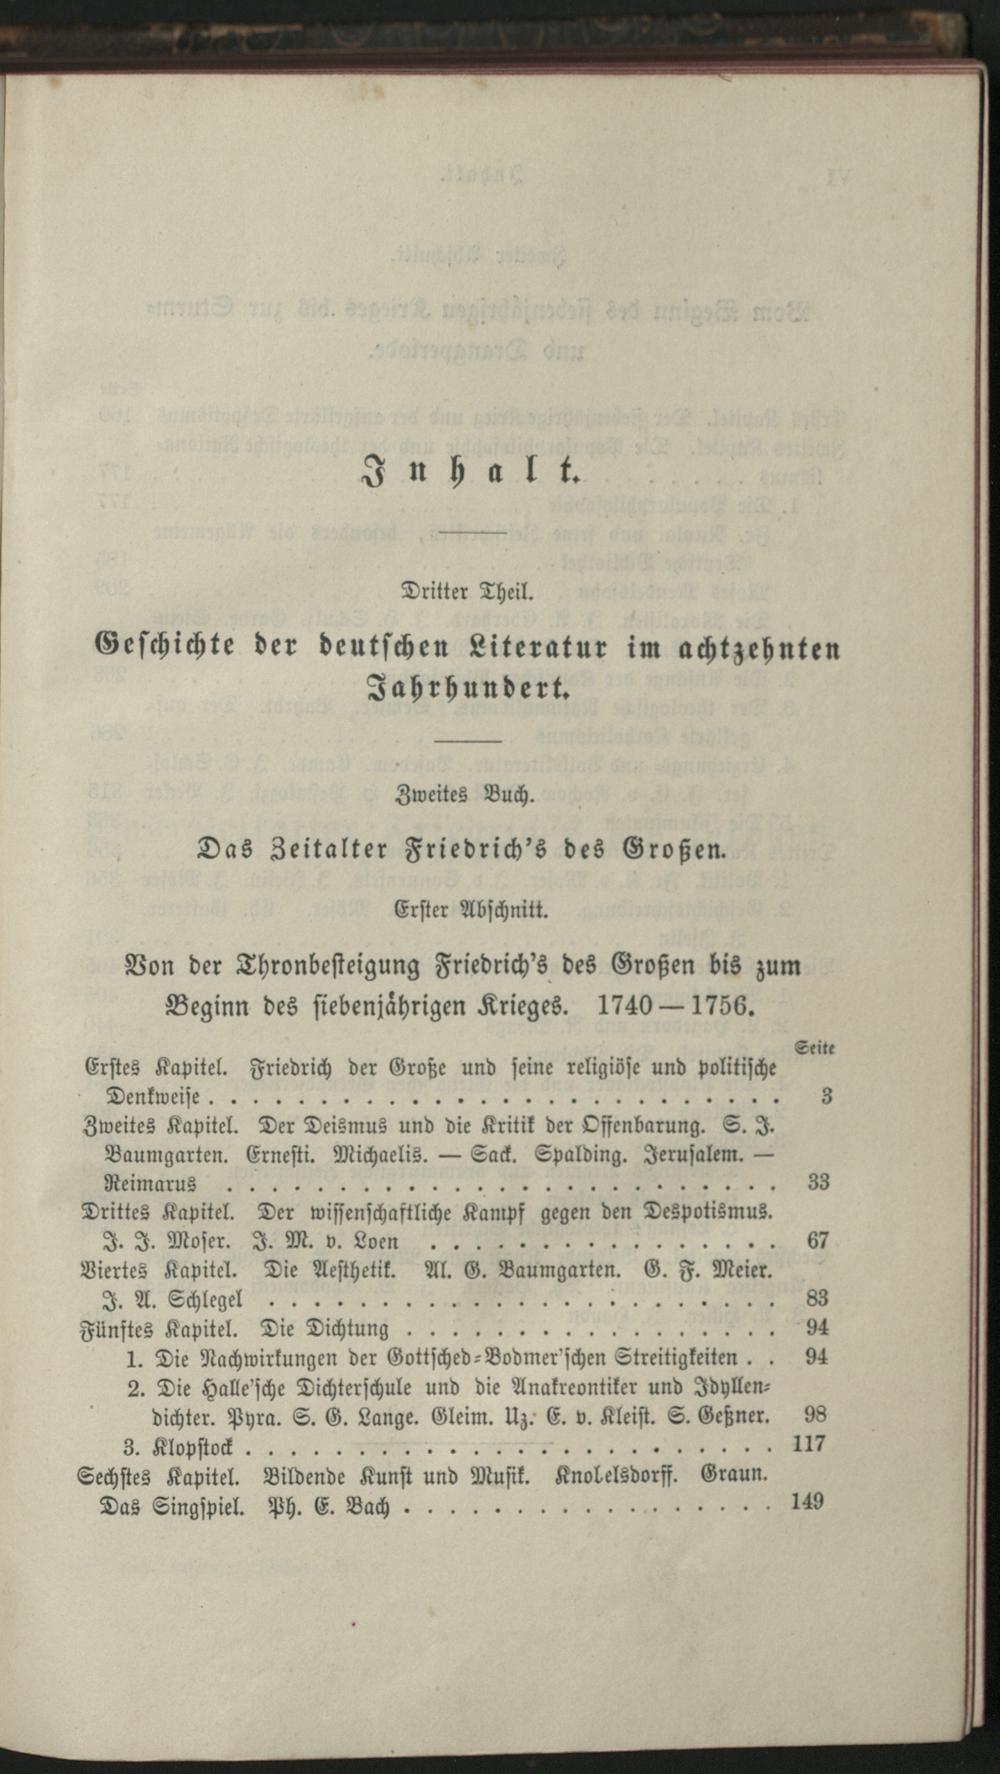 Inhalt.
Dritter Theil.
Geschichte der deutschen Literatur im achtzehnten
Jahrhundert.
Zweites Buch.
Das Zeitalter Friedrich's des Großen.
Erster Abschnitt.
Von der Thronbesteigung Friedrich's des Großen bis zum
Beginn des siebenjährigen Krieges. 1740 — 1756.
Seite
Erstes Kapitel. Friedrich der Große und seine religiöse und politische
Denkweise . . . . . . . . . . . . . . . . . . . . 3
Zweites Kapitel. Der Deismus und die Kritik der Offenbarung. S. J.
Baumgarten. Ernesti. Michaelis. — Sack. Spalding. Jerusalem. —
Reimarus . . . . . . . . . . . . . . . . . . . . 33
Drittes Kapitel. Der wissenschaftliche Kampf gegen den Despotismus.
J. J. Moser. J. M. v. Loen . . . . . . . . . . . . . 67
Viertes Kapitel. Die Aesthetik. Al. G. Baumgarten. G. F. Meier.
J. A. Schlegel . . . . . . . . . . . . . . . . . . 83
Fünftes Kapitel. Die Dichtung . . . . . . . . . . . . . 94
1. Die Nachwirkungen der Gottsched-Bodmer'schen Streitigkeiten . . 94
2. Die Halle'sche Dichterschule und die Anakreontiker und Idyllen-
dichter. Pyra. S. G. Lange. Gleim. Uz. E. v. Kleist. S. Geßner. 98
3. Klopstock . . . . . . . . . . . . . . . . . . . 117
Sechstes Kapitel. Bildende Kunst und Musik. Knolelsdorff. Graun.
Das Singspiel. Ph. E. Bach . . . . . . . . . . . . . 149